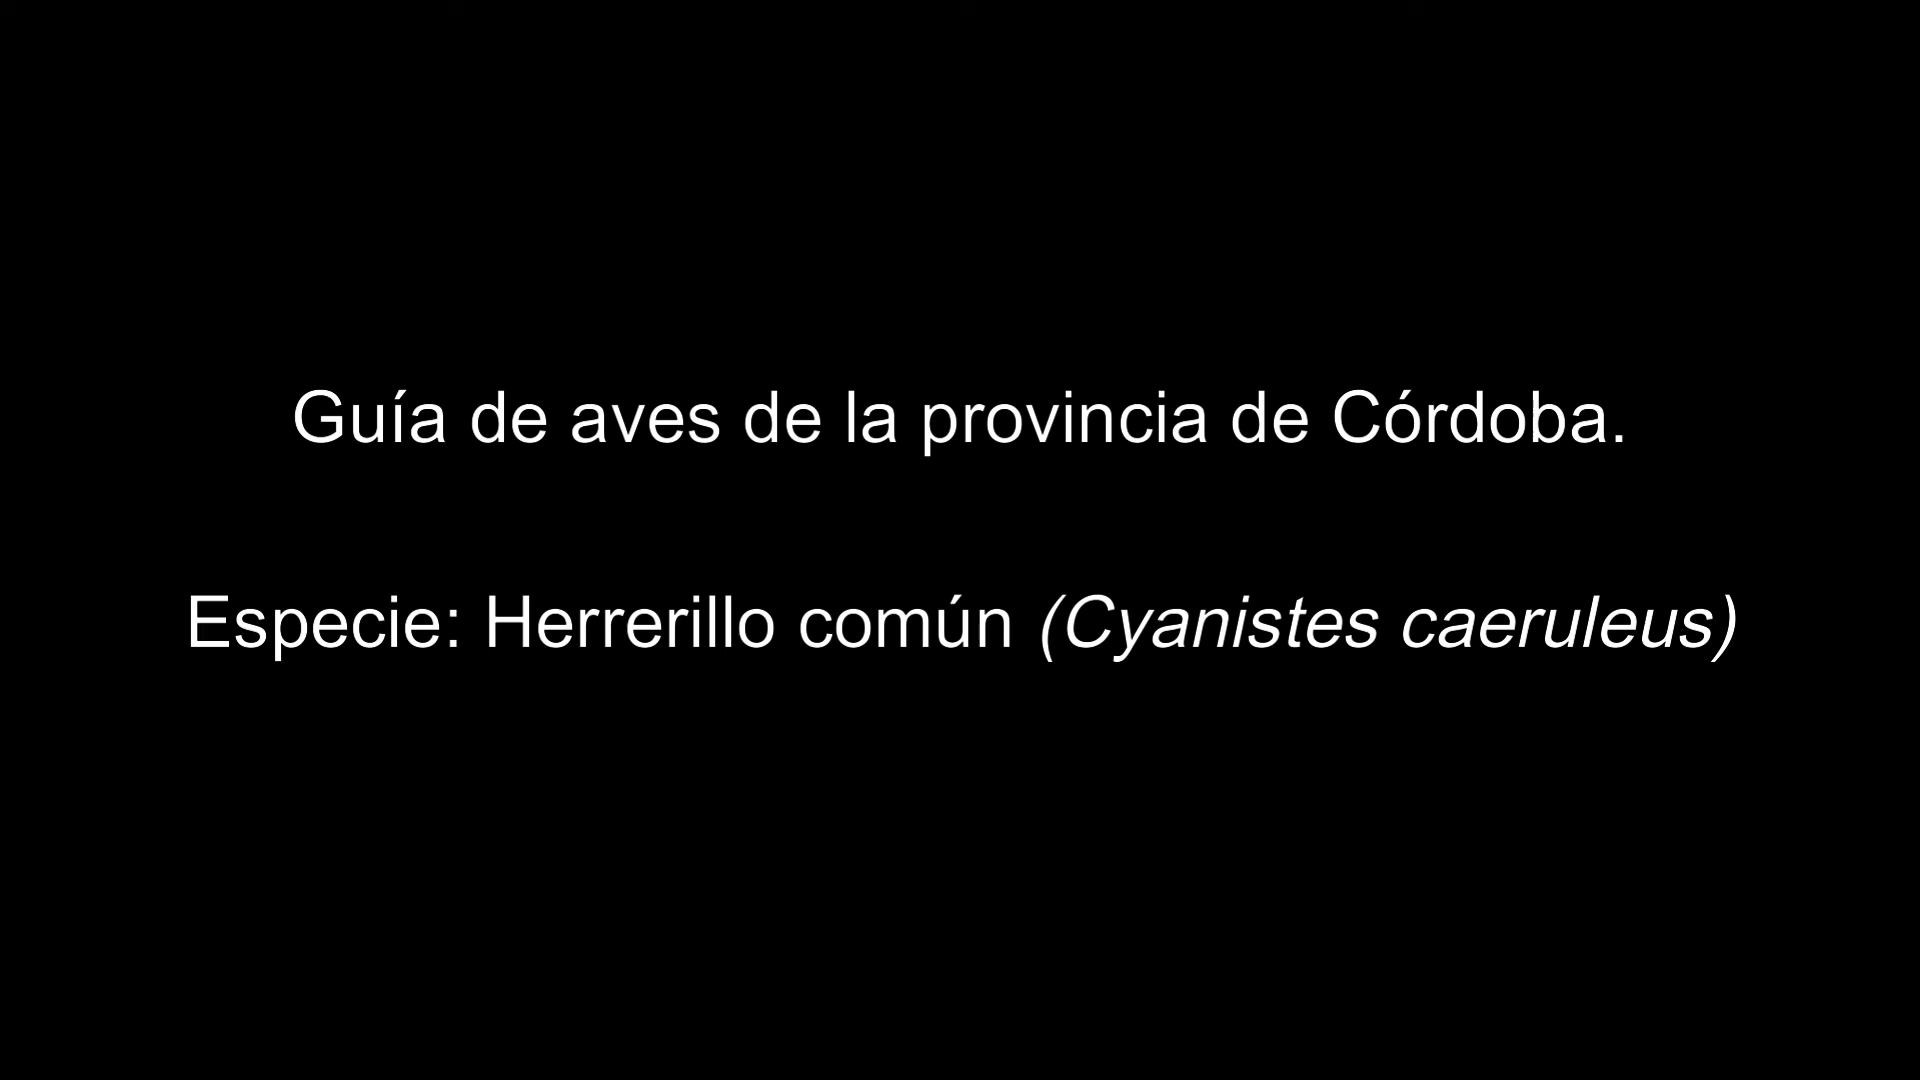 Guía de aves de la provincia de Córdoba.
Especie: Herrerillo común (Cyanistes caeruleus)